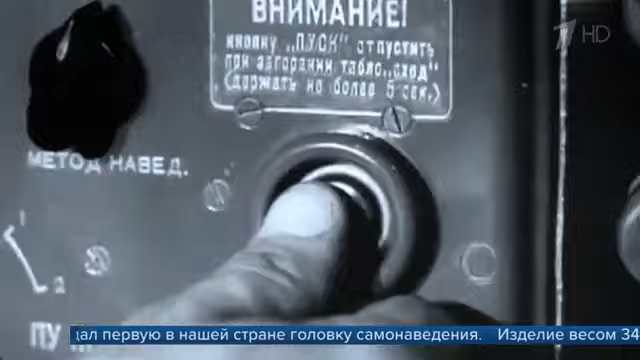 ВНИМАНИЕ!
кнопку „ПУСК" отпустить
при загорании табло „сход"
(держать не более 5 сек.)
1 HD
МЕТОД НАВЕД.
1
2
ПУ
дал первую в нашей стране головку самонаведения. Изделие весом 34